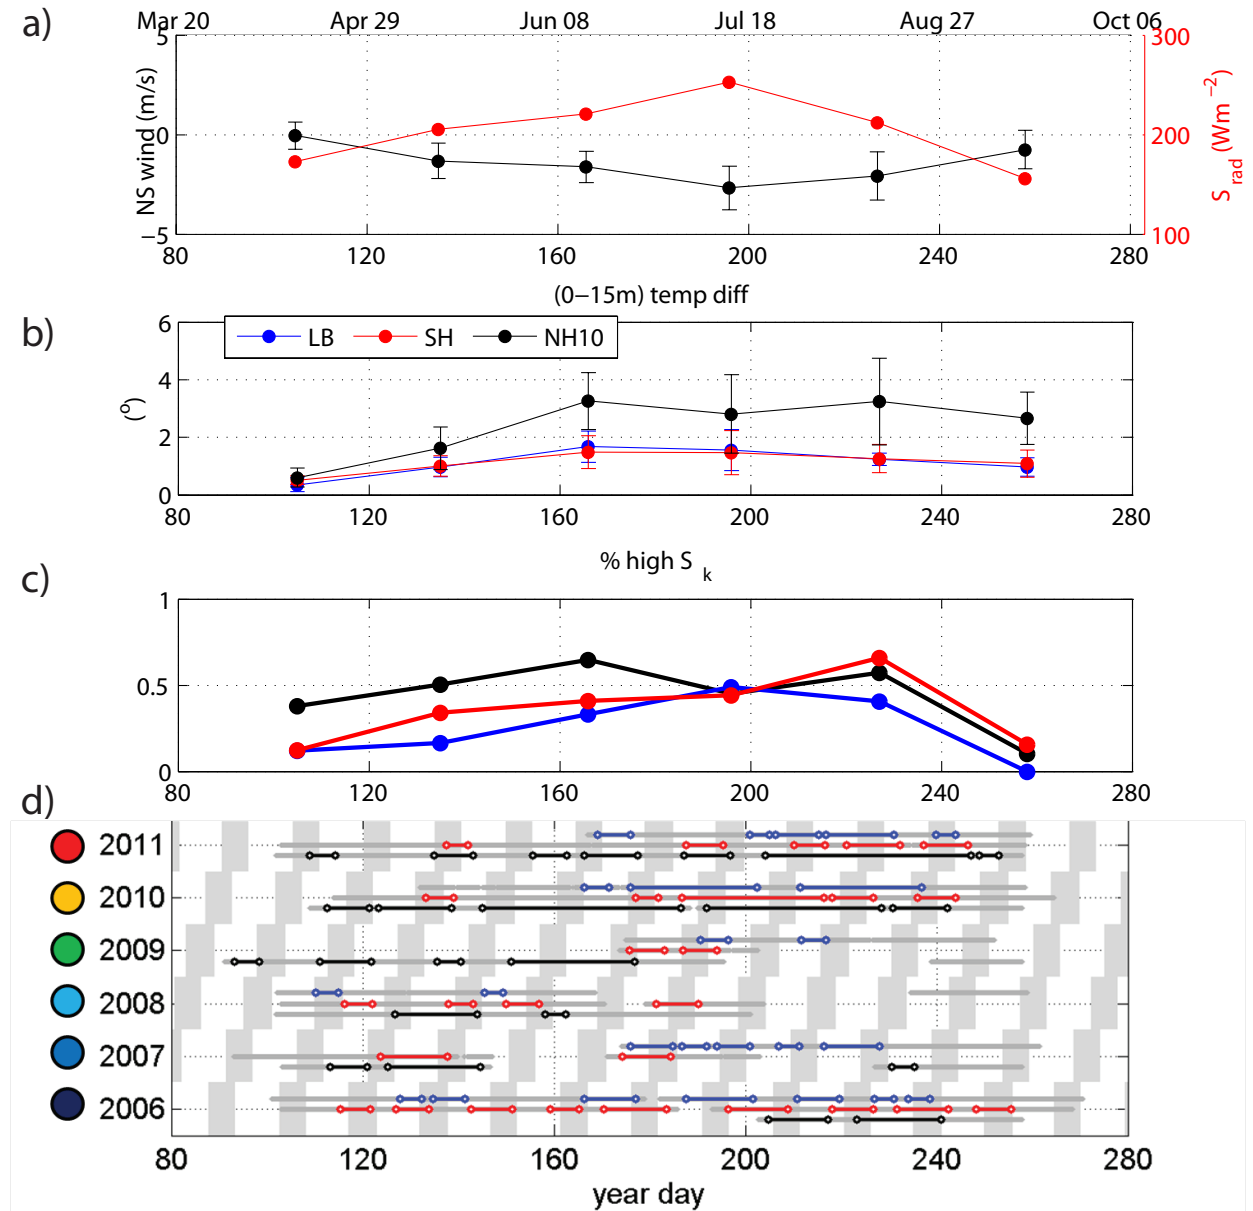 a)
Mar 20 Apr 29 Jun 08 Jul 18 Aug 27 Oct 06
5 300
0 200
−5 100
NS wind (m/s)
S rad (Wm −2)
80 120 160 200 240 280
(0−15m) temp diff
b)
LB SH NH10
6
4
2
0
(o)
80 120 160 200 240 280
% high S k
c)
1
0.5
0
80 120 160 200 240 280
d)
2011
2010
2009
2008
2007
2006
80 120 160 200 240 280
year day